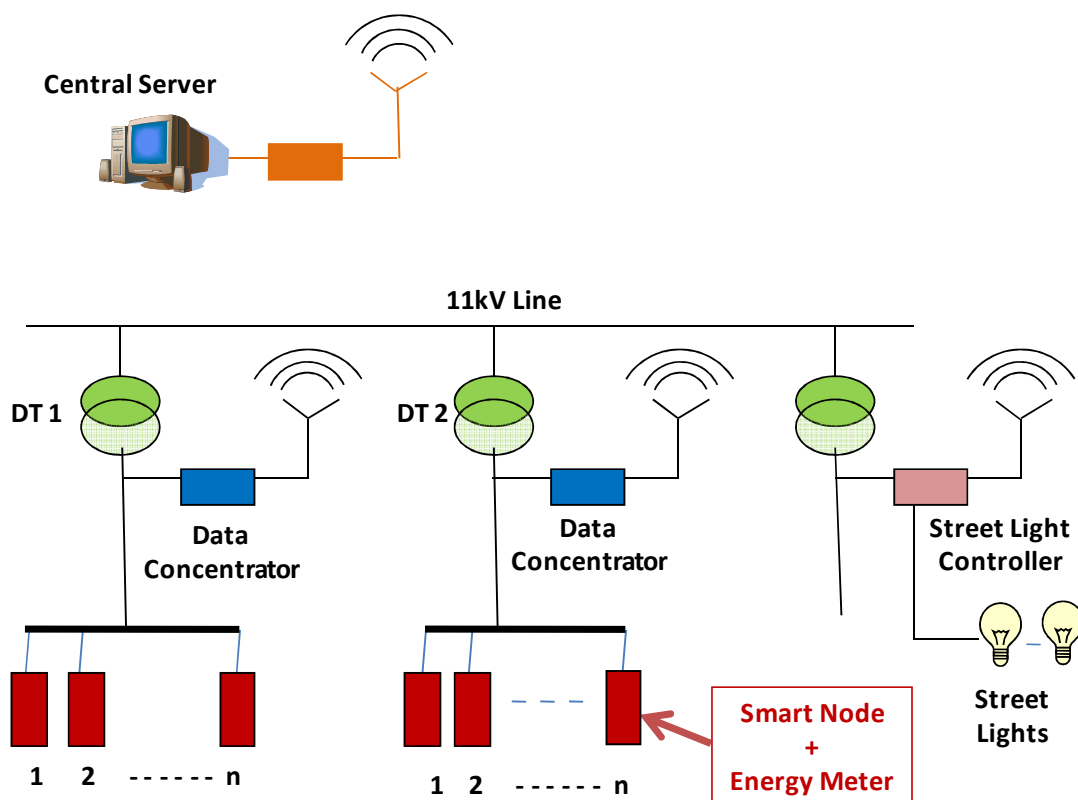 Central Server
11kV Line
DT 1
DT 2
Data
Concentrator
Data
Concentrator
Street Light
Controller
Street
Lights
Smart Node
+
Energy Meter
1 2 - - - - - - n
1 2 - - - - - - n